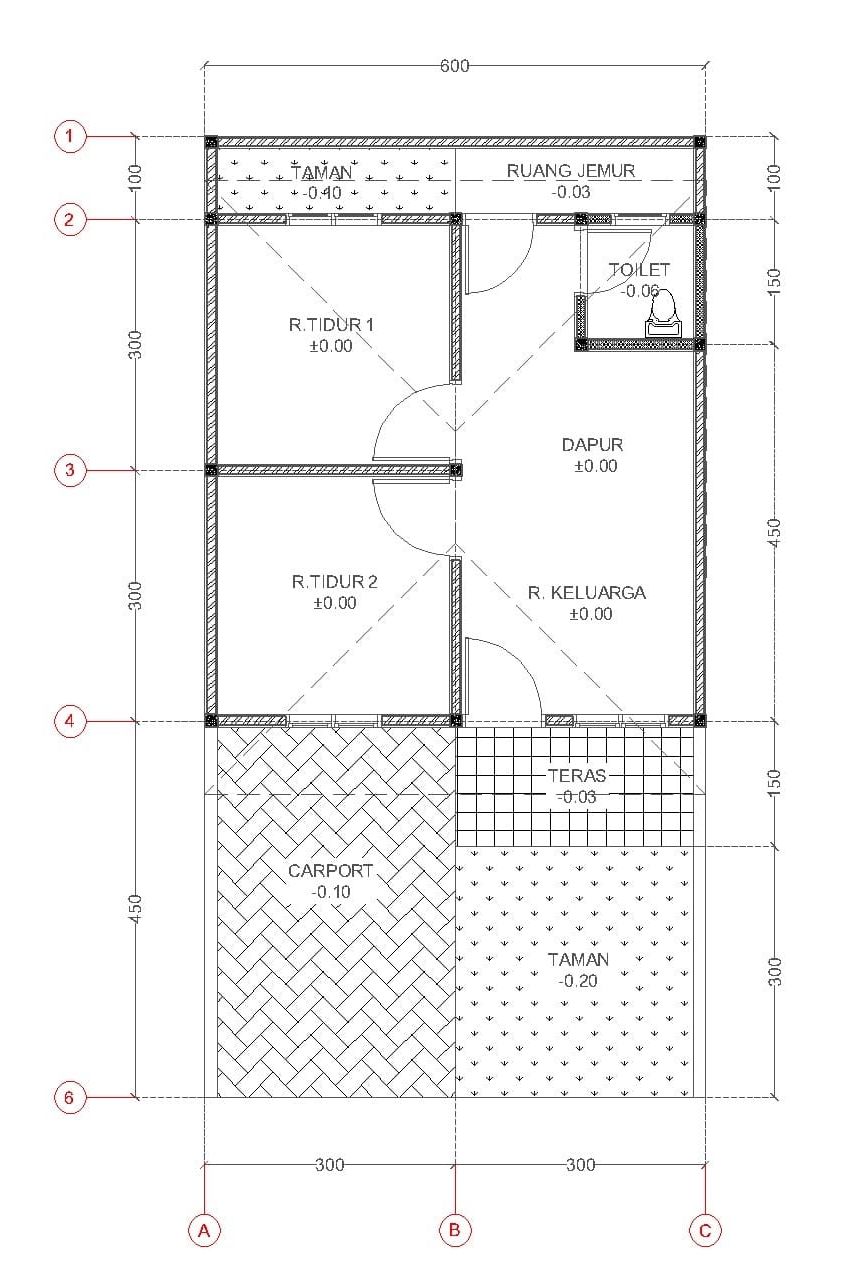 600
1
100
TAMAN
-0.10
RUANG JEMUR
-0.03
100
2
TOILET
-0.06
150
R.TIDUR 1
±0.00
300
DAPUR
±0.00
3
450
R.TIDUR 2
±0.00
300
R. KELUARGA
±0.00
4
TERAS
-0.03
150
CARPORT
-0.10
450
TAMAN
-0.20
300
6
300
300
A
B
C